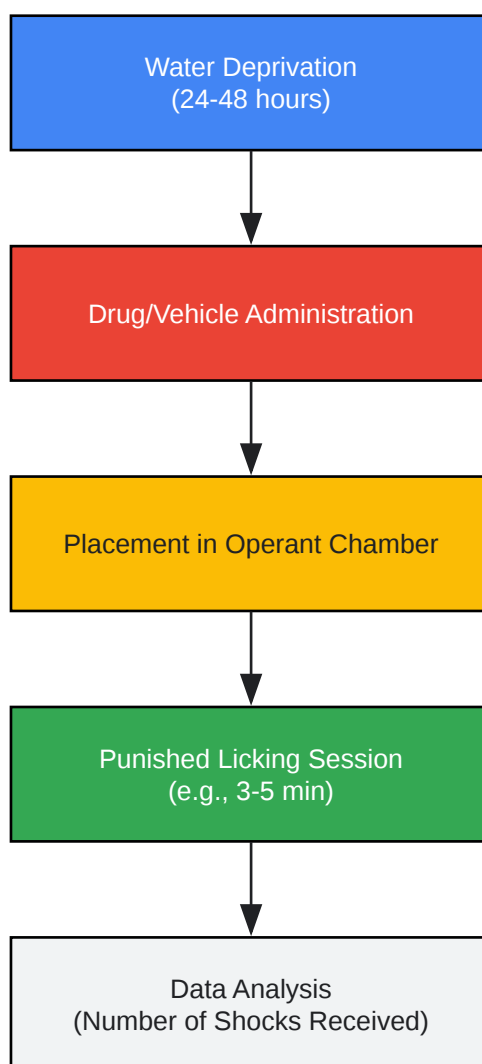 Water Deprivation
(24-48 hours)
Drug/Vehicle Administration
Placement in Operant Chamber
Punished Licking Session
(e.g., 3-5 min)
Data Analysis
(Number of Shocks Received)